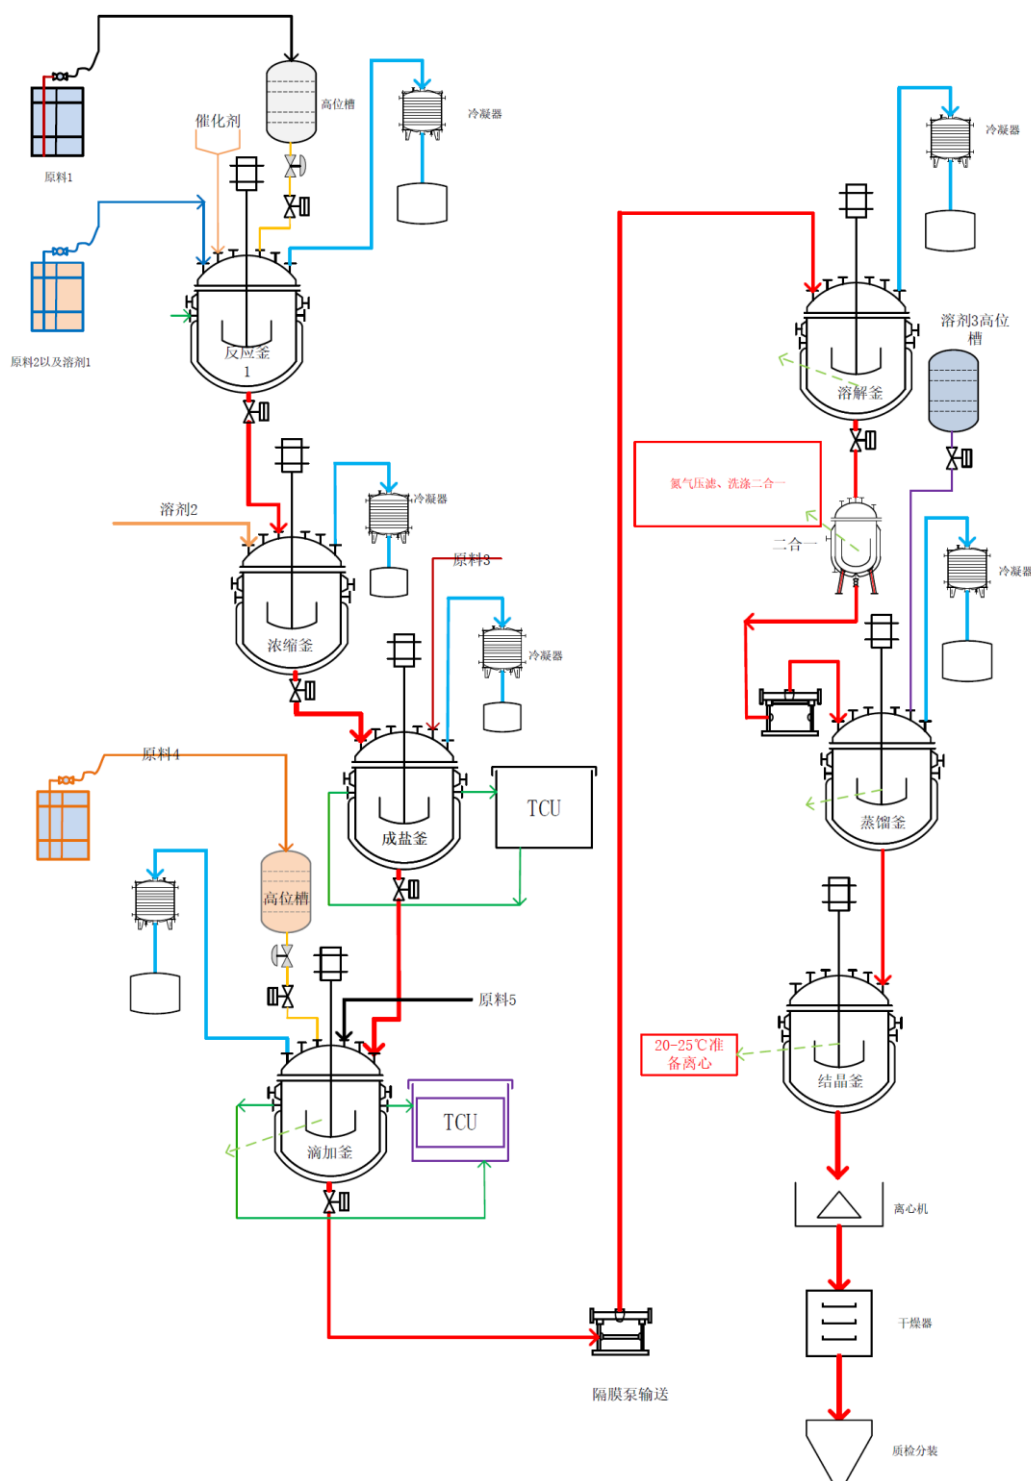 高位槽
冷凝器
催化剂
原料1
原料2以及溶剂1
反应釜
1
溶剂2
冷凝器
原料3
浓缩釜
冷凝器
原料4
TCU
成盐釜
高位槽
原料5
TCU
滴加釜
隔膜泵输送
冷凝器
溶剂3高位
槽
溶解釜
氮气压滤、洗涤二合一
二合一
冷凝器
蒸馏釜
20-25℃准
备离心
结晶釜
离心机
干燥器
质检分装